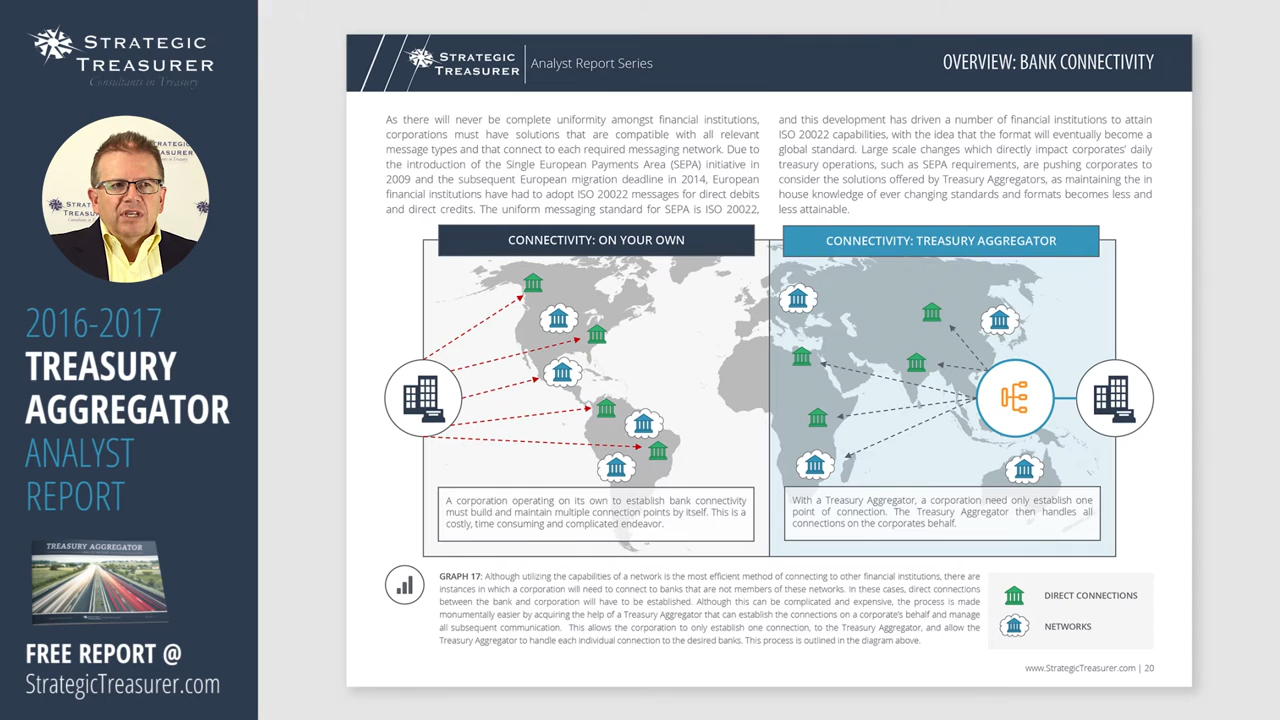 STRATEGIC
TREASURER
Consultants in Treasury
2016-2017
TREASURY
AGGREGATOR
ANALYST
REPORT
TREASURY AGGREGATOR
FREE REPORT @
StrategicTreasurer.com
STRATEGIC
TREASURER
Analyst Report Series
OVERVIEW: BANK CONNECTIVITY
As there will never be complete uniformity amongst financial institutions,
corporations must have solutions that are compatible with all relevant
message types and that connect to each required messaging network. Due to
the introduction of the Single European Payments Area (SEPA) initiative in
2009 and the subsequent European migration deadline in 2014, European
financial institutions have had to adopt ISO 20022 messages for direct debits
and direct credits. The uniform messaging standard for SEPA is ISO 20022,
and this development has driven a number of financial institutions to attain
ISO 20022 capabilities, with the idea that the format will eventually become a
global standard. Large scale changes which directly impact corporates' daily
treasury operations, such as SEPA requirements, are pushing corporates to
consider the solutions offered by Treasury Aggregators, as maintaining the in
house knowledge of ever changing standards and formats becomes less and
less attainable.
CONNECTIVITY: ON YOUR OWN
A corporation operating on its own to establish bank connectivity
must build and maintain multiple connection points by itself. This is a
costly, time consuming and complicated endeavor.
CONNECTIVITY: TREASURY AGGREGATOR
With a Treasury Aggregator, a corporation need only establish one
point of connection. The Treasury Aggregator then handles all
connections on the corporates behalf.
GRAPH 17: Although utilizing the capabilities of a network is the most efficient method of connecting to other financial institutions, there are
instances in which a corporation will need to connect to banks that are not members of these networks. In these cases, direct connections
between the bank and corporation will have to be established. Although this can be complicated and expensive, the process is made
monumentally easier by acquiring the help of a Treasury Aggregator that can establish the connections on a corporate's behalf and manage
all subsequent communication. This allows the corporation to only establish one connection, to the Treasury Aggregator, and allow the
Treasury Aggregator to handle each individual connection to the desired banks. This process is outlined in the diagram above.
DIRECT CONNECTIONS
NETWORKS
www.StrategicTreasurer.com | 20